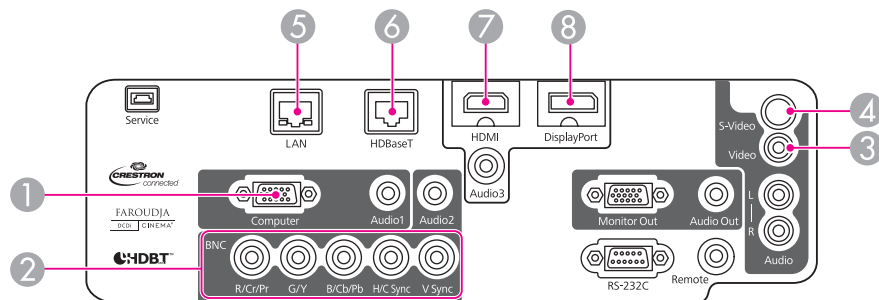 5 6 7 8
Service
LAN
HDBaseT
HDMI
DisplayPort
S-Video
4
Video
3
CRESTRON
connected
1
Computer
Audio1
Audio2
Audio3
Monitor Out
Audio Out
L
R
Audio
FAROUDJA
DCDi CINEMA
2
HDBT™
BNC
R/Cr/Pr
G/Y
B/Cb/Pb
H/C Sync
V Sync
RS-232C
Remote